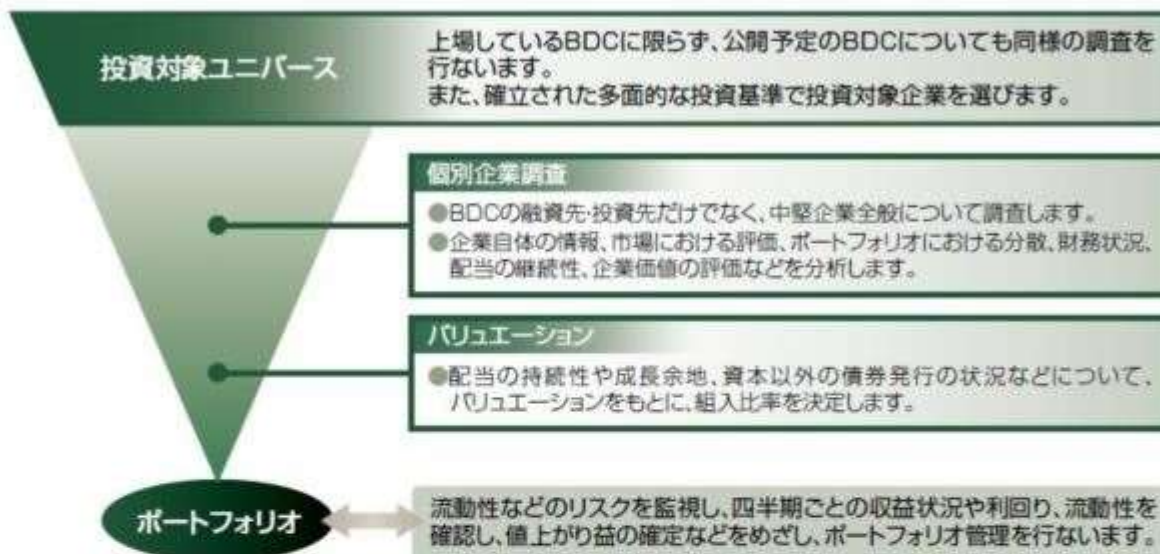 投資対象ユニバース
上場しているBDCに限らず、公開予定のBDCについても同様の調査を
行ないます。
また、確立された多面的な投資基準で投資対象企業を選びます。
個別企業調査
●BDCの融資先・投資先だけでなく、中堅企業全般について調査します。
●企業自体の情報、市場における評価、ポートフォリオにおける分散、財務状況、
配当の継続性、企業価値の評価などを分析します。
バリュエーション
●配当の持続性や成長余地、資本以外の債券発行の状況などについて、
バリュエーションをもとに、組入比率を決定します。
ポートフォリオ
流動性などのリスクを監視し、四半期ごとの収益状況や利回り、流動性を
確認し、値上がり益の確定などをめざし、ポートフォリオ管理を行ないます。